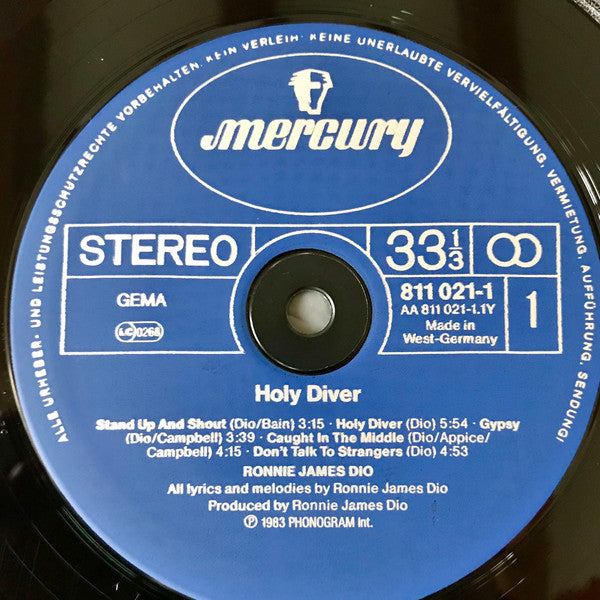 ALLE URHEBER- UND LEISTUNGSSCHUTZRECHTE VORBEHALTEN. KEIN VERLEIH! KEINE UNERLAUBTE VERVIELFÄLTIGUNG, VERMIETUNG, AUFFÜHRUNG, SENDUNG!
mercury
STEREO
33 1/3
GEMA
LC 0268
811 021-1
AA 811 021-1.1Y
Made in
West-Germany
1
Holy Diver
Stand Up And Shout (Dio/Bain) 3:15 · Holy Diver (Dio) 5:54 · Gypsy
(Dio/Campbell) 3:39 · Caught In The Middle (Dio/Appice/
Campbell) 4:15 · Don't Talk To Strangers (Dio) 4:53
RONNIE JAMES DIO
All lyrics and melodies by Ronnie James Dio
Produced by Ronnie James Dio
℗ 1983 PHONOGRAM Int.